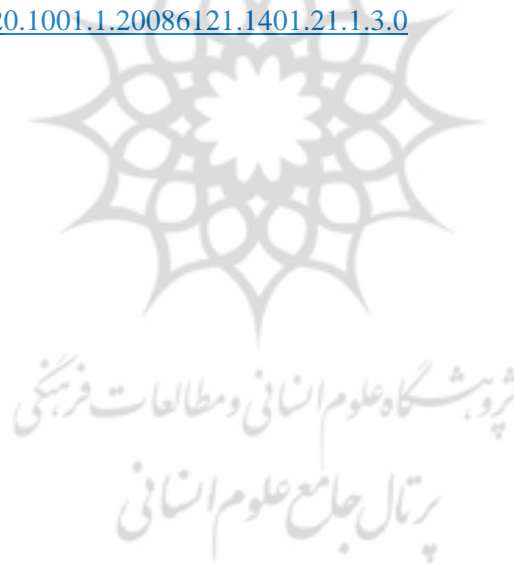 20.1001.1.20086121.1401.21.1.3.0
پژوهشگاه علوم انسانی و مطالعات فرهنگی
پرتال جامع علوم انسانی